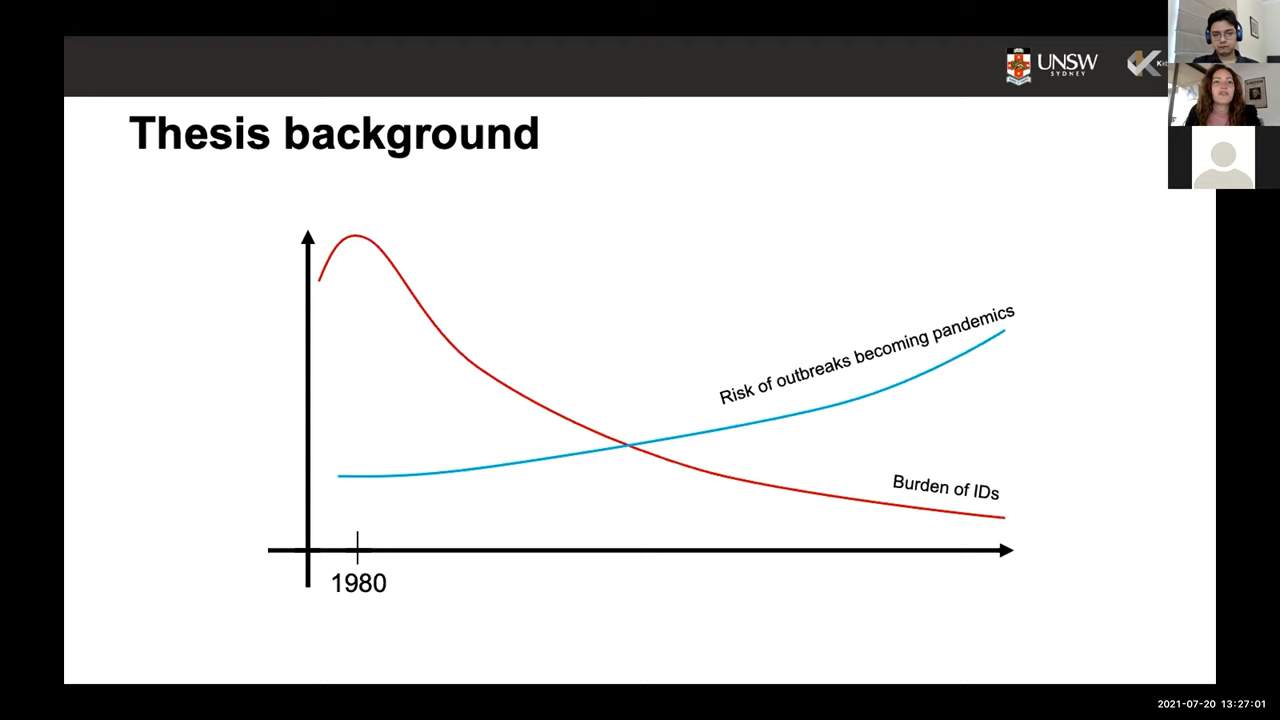 UNSW
SYDNEY
Thesis background
Risk of outbreaks becoming pandemics
Burden of IDs
1980
2021-07-20 13:27:01